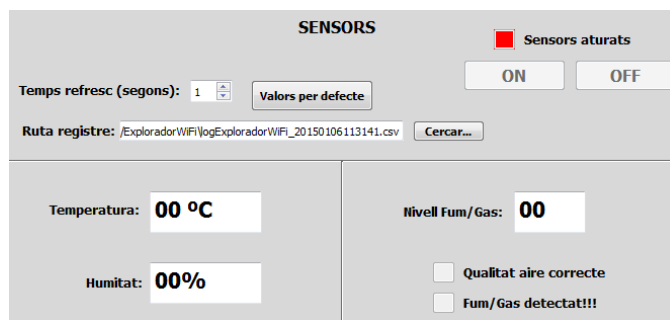 SENSORS
Sensors aturats
ON OFF
Temps refresc (segons): 1 Valors per defecte
Ruta registre: /ExploradorWiFi\logExploradorWiFi_20150106113141.csv Cercar...
Temperatura: 00 ºC
Nivell Fum/Gas: 00
Humitat: 00%
Qualitat aire correcte
Fum/Gas detectat!!!